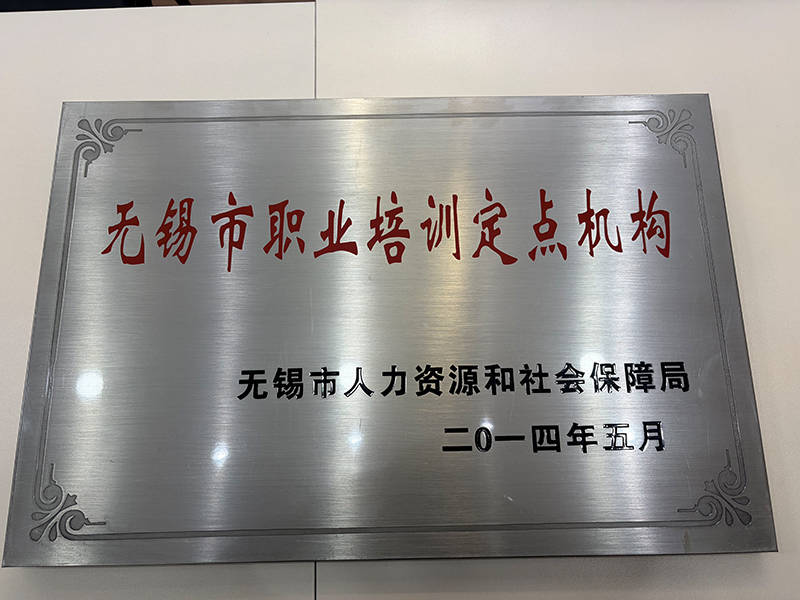 无锡市职业培训定点机构
无锡市人力资源和社会保障局
二0一四年五月